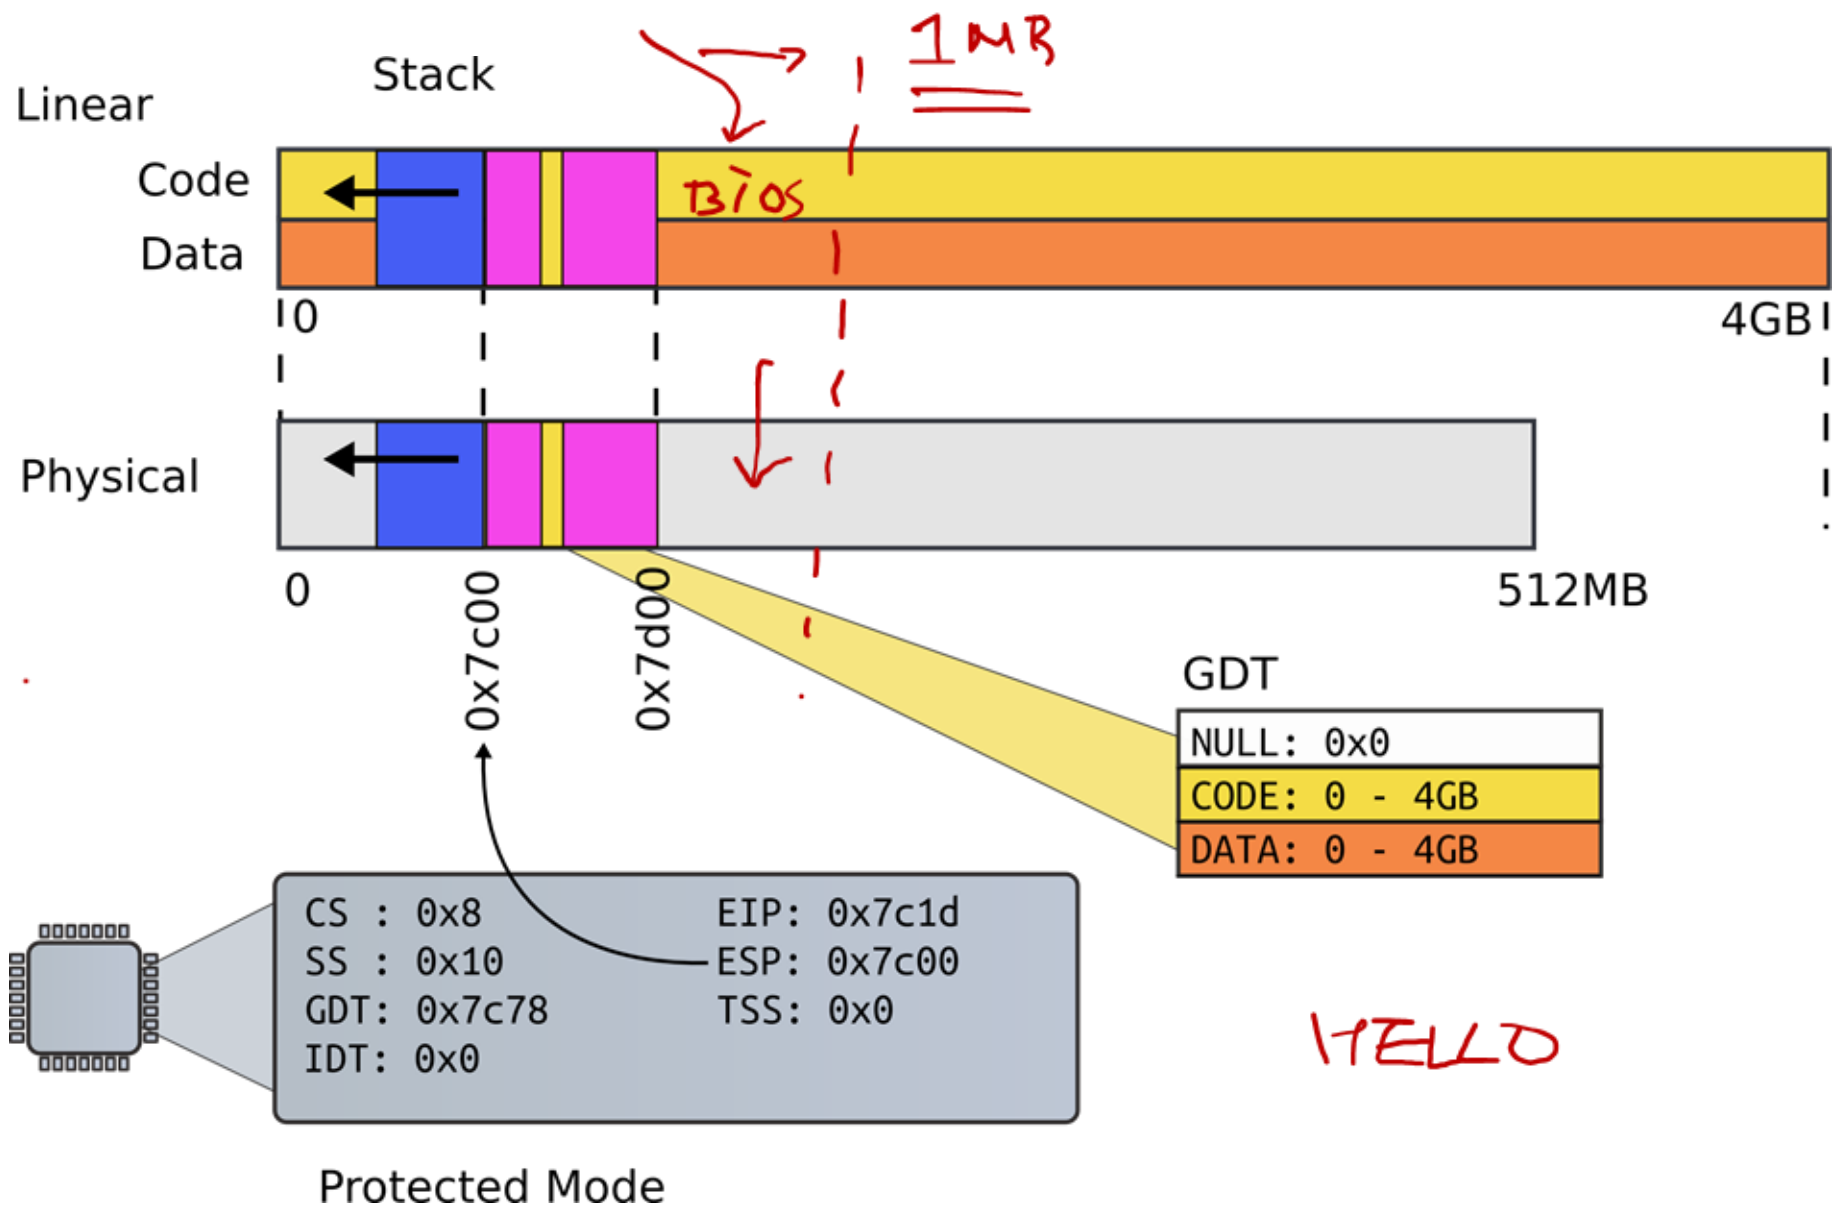 1MB
Stack
Linear
Code
BIOS
Data
0
4GB
Physical
0
512MB
0x7c00
0x7d00
GDT
NULL: 0x0
CODE: 0 - 4GB
DATA: 0 - 4GB
CS : 0x8 EIP: 0x7c1d
SS : 0x10 ESP: 0x7c00
GDT: 0x7c78 TSS: 0x0
IDT: 0x0
HELLO
Protected Mode